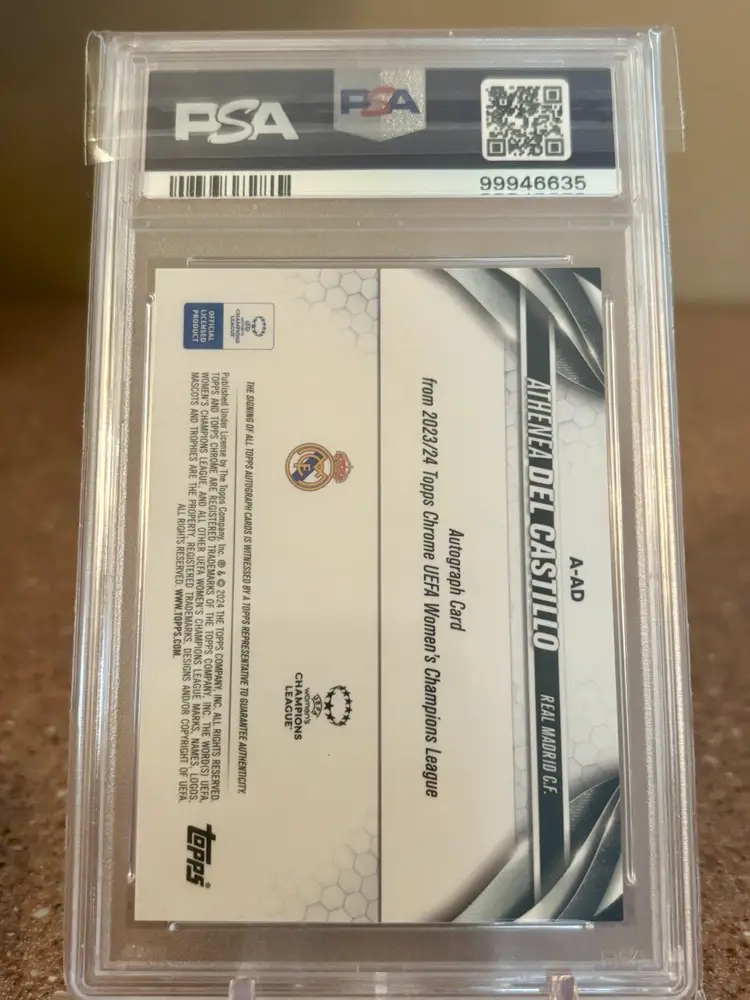 PSA
PSA
99946635
A-AD
ATHENEA DEL CASTILLO REAL MADRID C.F.
Autograph Card
from 2023/24 Topps Chrome UEFA Women's Champions League
women's
CHAMPIONS
LEAGUE
THE SIGNING OF ALL TOPPS AUTOGRAPH CARDS IS WITNESSED BY A TOPPS REPRESENTATIVE TO GUARANTEE AUTHENTICITY.
OFFICIAL
LICENSED
PRODUCT
Published Under License by The Topps Company, Inc. ® & © 2024 THE TOPPS COMPANY, INC. ALL RIGHTS RESERVED.
TOPPS AND TOPPS CHROME ARE REGISTERED TRADEMARKS OF THE TOPPS COMPANY, INC. THE WORD(S) UEFA,
WOMEN'S CHAMPIONS LEAGUE, AND ALL OTHER UEFA WOMEN'S CHAMPIONS LEAGUE MARKS, NAMES, LOGOS,
MASCOTS AND TROPHIES ARE THE PROPERTY, REGISTERED TRADEMARKS, DESIGNS AND/OR COPYRIGHT OF UEFA.
ALL RIGHTS RESERVED. WWW.TOPPS.COM.
topps®